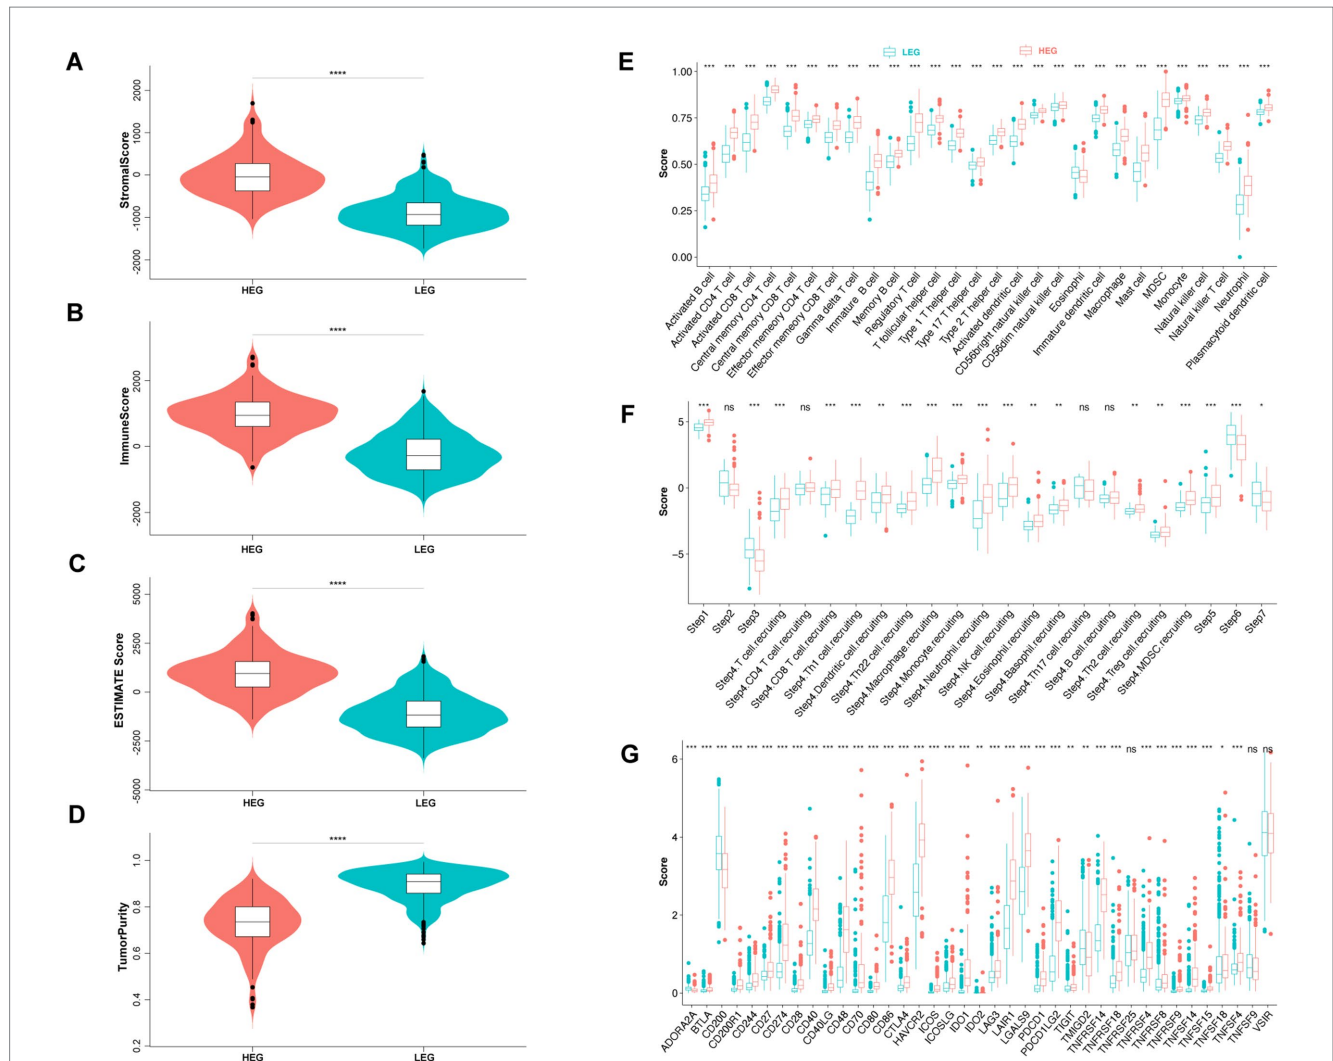 A
****
StromalScore
2000
1000
0
-1000
-2000
HEG
LEG
B
ImmuneScore
2000
0
-2000
HEG
LEG
C
****
ESTIMATE Score
5000
2500
0
-2500
-5000
HEG
LEG
D
****
TumorPurity
1.0
0.8
0.6
0.4
0.2
HEG
LEG
E
LEG
HEG
*** *** *** *** *** *** *** *** *** *** *** *** *** *** *** *** *** *** *** *** *** *** *** *** *** *** *** ***
Score
1.00
0.75
0.50
0.25
0.00
Activated B cell
Activated CD4 T cell
Activated CD8 T cell
Central memory CD4 T cell
Central memory CD8 T cell
Effector memeory CD4 T cell
Effector memeory CD8 T cell
Gamma delta T cell
Immature B cell
Memory B cell
Regulatory T cell
T follicular helper cell
Type 1 T helper cell
Type 17 T helper cell
Type 2 T helper cell
Activated dendritic cell
CD56bright natural killer cell
CD56dim natural killer cell
Eosinophil
Immature dendritic cell
Macrophage
Mast cell
MDSC
Monocyte
Natural killer cell
Natural killer T cell
Neutrophil
Plasmacytoid dendritic cell
F
*** ns *** *** ns *** *** ** *** *** *** *** *** ** ** ns ns ** ** *** *** *** *
Score
5
0
−5
Step1
Step2
Step3
Step4.T cell.recruiting
Step4.CD4 T cell.recruiting
Step4.CD8 T cell.recruiting
Step4.Th1 cell.recruiting
Step4.Dendritic cell.recruiting
Step4.Th22 cell.recruiting
Step4.Macrophage.recruiting
Step4.Monocyte.recruiting
Step4.Neutrophil.recruiting
Step4.NK cell.recruiting
Step4.Eosinophil.recruiting
Step4.Basophil.recruiting
Step4.Th17 cell.recruiting
Step4.B cell.recruiting
Step4.Th2 cell.recruiting
Step4.Treg cell.recruiting
Step4.MDSC.recruiting
Step5
Step6
Step7
G
*** *** *** *** *** *** *** *** *** *** *** *** *** *** *** *** *** *** *** *** ** *** *** *** *** *** ** ** *** *** ns *** *** *** *** *** * *** ns ns
Score
6
4
2
0
ADORA2A
BTLA
CD200
CD200R1
CD244
CD27
CD274
CD28
CD40
CD40LG
CD48
CD70
CD80
CD86
CTLA4
HAVCR2
ICOS
ICOSLG
IDO1
IDO2
LAG3
LAIR1
LGALS9
PDCD1
PDCD1LG2
TIGIT
TMIGD2
TNFRSF14
TNFRSF18
TNFRSF25
TNFRSF4
TNFRSF8
TNFRSF9
TNFSF14
TNFSF15
TNFSF18
TNFSF4
TNFSF9
VSIR